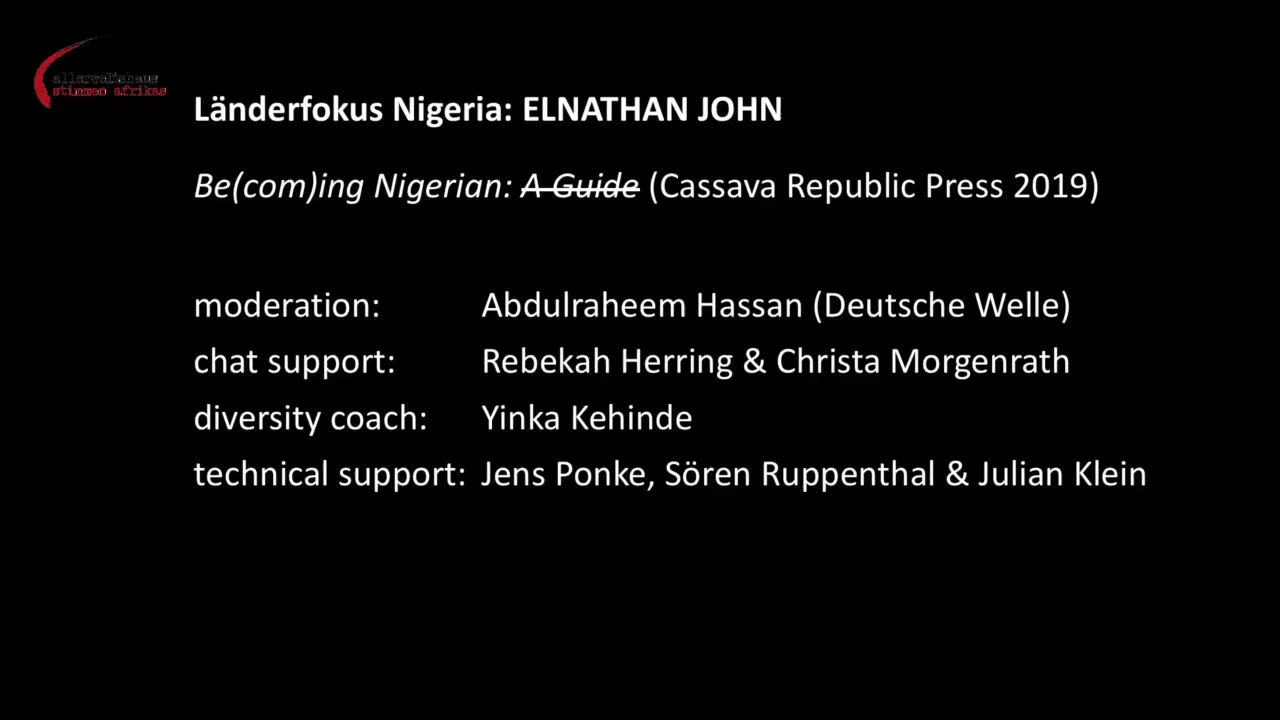 allerweltshaus
stimmen afrikas
Länderfokus Nigeria: ELNATHAN JOHN
Be(com)ing Nigerian: A Guide (Cassava Republic Press 2019)
moderation: Abdulraheem Hassan (Deutsche Welle)
chat support: Rebekah Herring & Christa Morgenrath
diversity coach: Yinka Kehinde
technical support: Jens Ponke, Sören Ruppenthal & Julian Klein